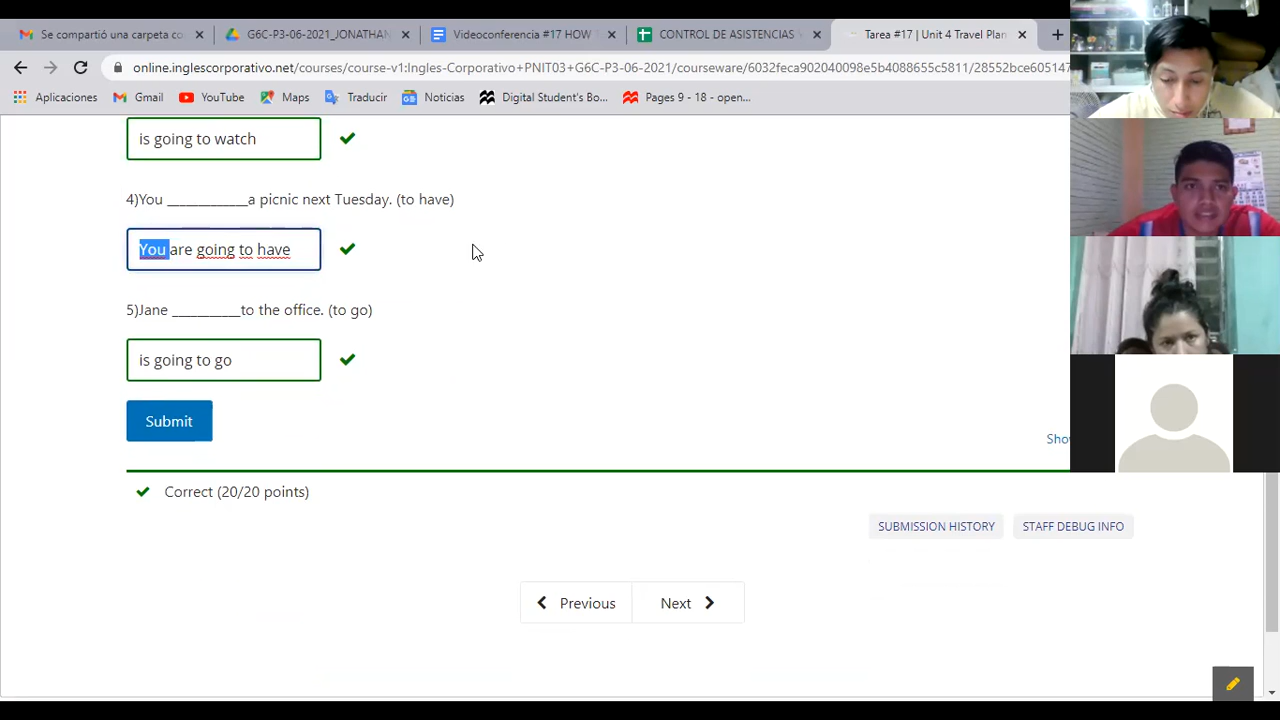 Se compartió una carpeta co
G6C-P3-06-2021_JONATHAN
Videoconferencia #17 HOW T
CONTROL DE ASISTENCIAS
Tarea #17 | Unit 4 Travel Plan
online.inglescorporativo.net/courses/course-v1:Ingles-Corporativo+PNIT03+G6C-P3-06-2021/courseware/6032feca902040098e5b4088655c5811/28552bce605147
Aplicaciones
Gmail
YouTube
Maps
Traducir
Noticias
Digital Student's Bo...
Pages 9 - 18 - open...
is going to watch
4)You ___________a picnic next Tuesday. (to have)
You are going to have
5)Jane __________to the office. (to go)
is going to go
Submit
Sho
Correct (20/20 points)
SUBMISSION HISTORY
STAFF DEBUG INFO
Previous
Next